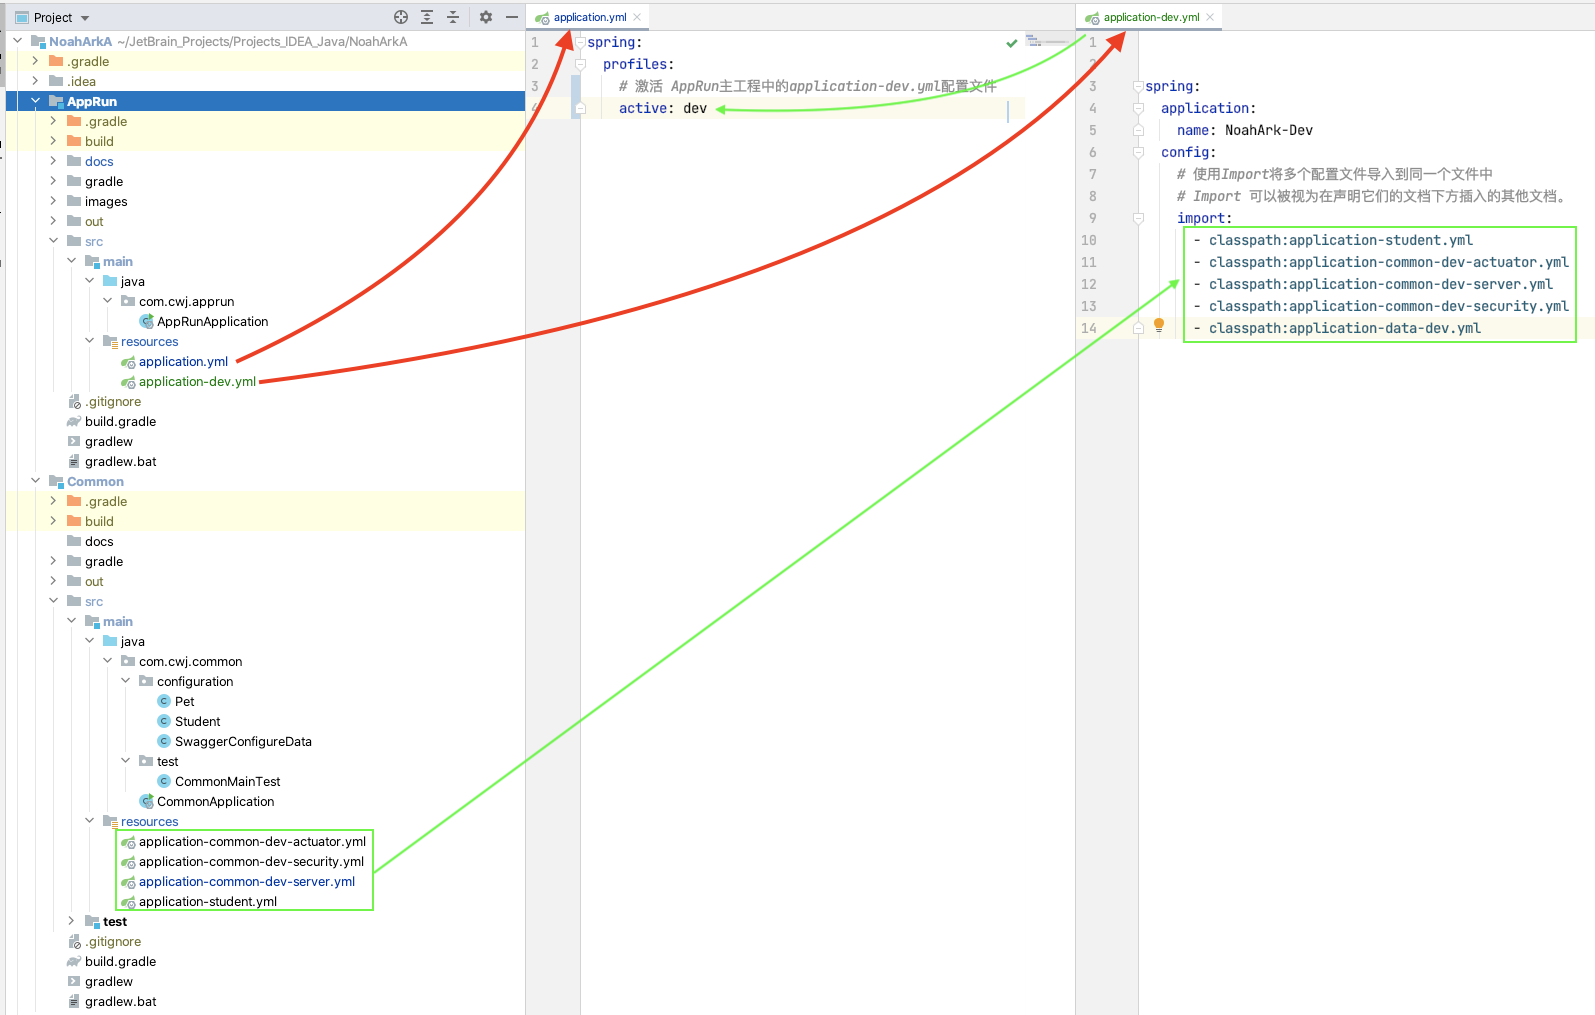 Project
NoahArkA ~/JetBrain_Projects/Projects_IDEA_Java/NoahArkA
.gradle
.idea
AppRun
.gradle
build
docs
gradle
images
out
src
main
java
com.cwj.apprun
AppRunApplication
resources
application.yml
application-dev.yml
.gitignore
build.gradle
gradlew
gradlew.bat
Common
.gradle
build
docs
gradle
out
src
main
java
com.cwj.common
configuration
Pet
Student
SwaggerConfigureData
test
CommonMainTest
CommonApplication
resources
application-common-dev-actuator.yml
application-common-dev-security.yml
application-common-dev-server.yml
application-student.yml
test
.gitignore
build.gradle
gradlew
gradlew.bat
application.yml
1 spring:
2 profiles:
3 # 激活 AppRun主工程中的application-dev.yml配置文件
4 active: dev
application-dev.yml
1
2
3 spring:
4 application:
5 name: NoahArk-Dev
6 config:
7 # 使用Import将多个配置文件导入到同一个文件中
8 # Import 可以被视为在声明它们的文档下方插入的其他文档。
9 import:
10 - classpath:application-student.yml
11 - classpath:application-common-dev-actuator.yml
12 - classpath:application-common-dev-server.yml
13 - classpath:application-common-dev-security.yml
14 - classpath:application-data-dev.yml